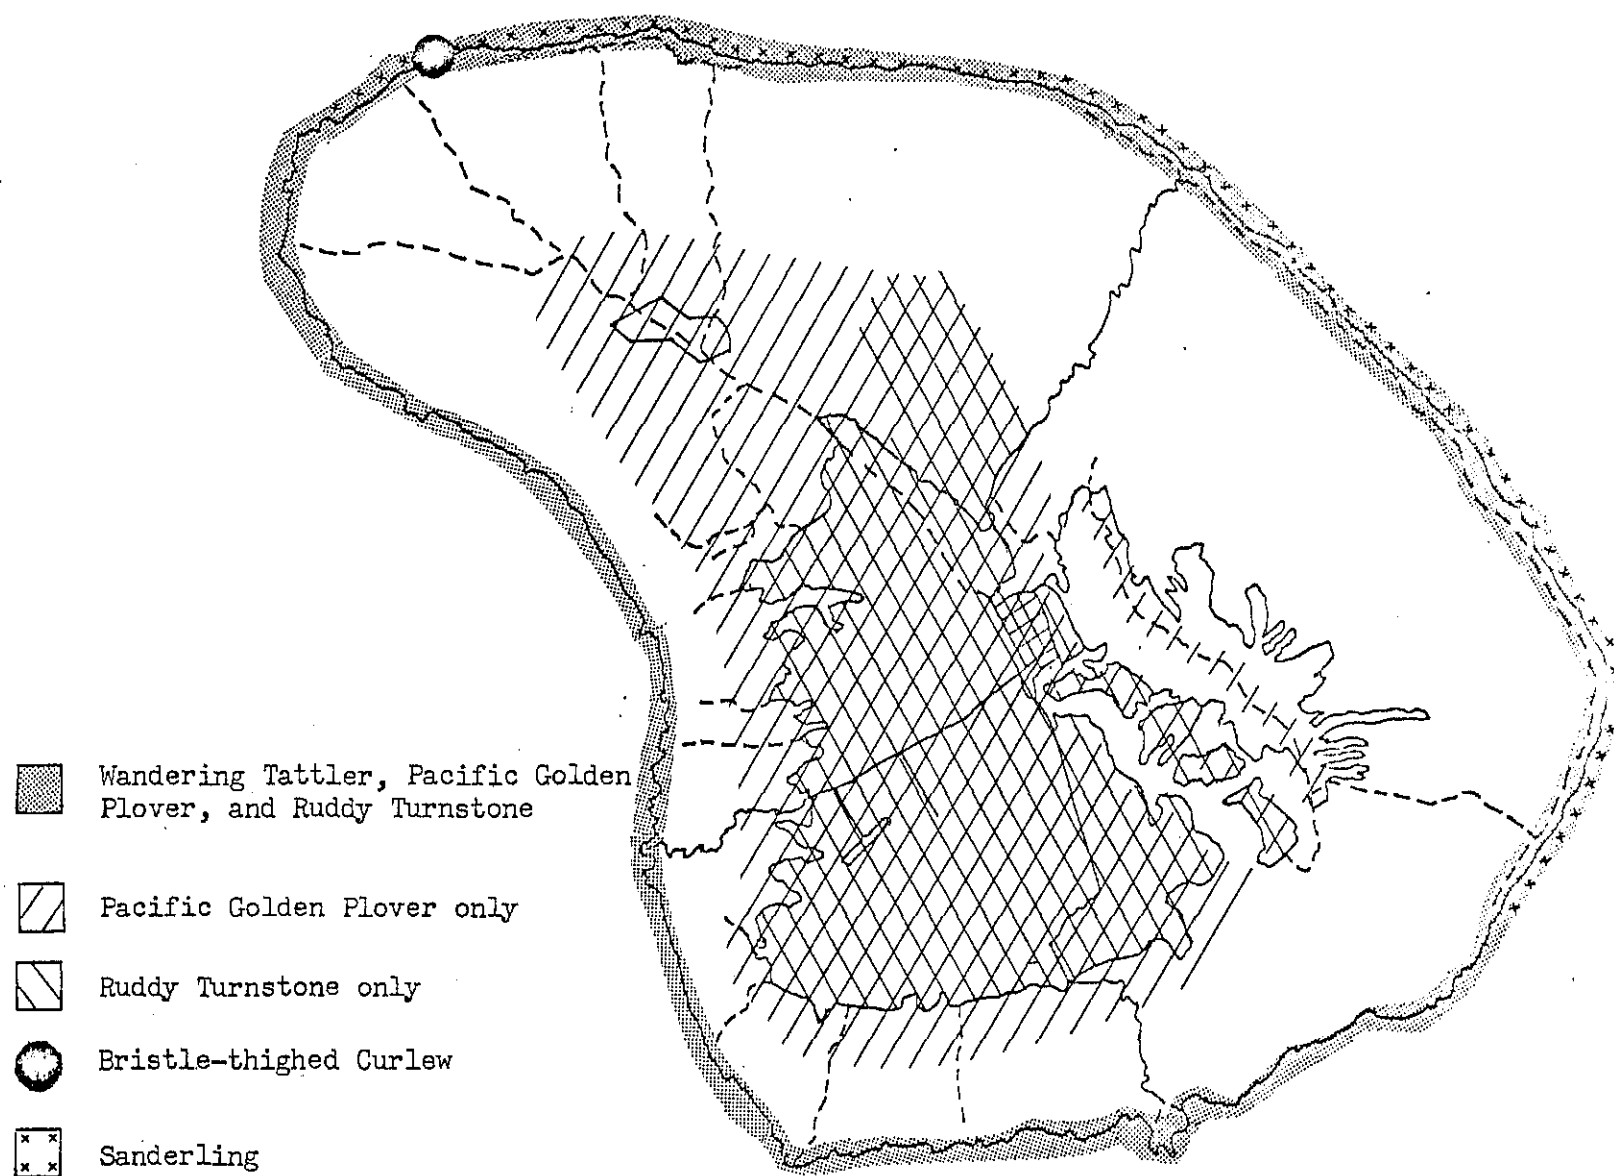 Wandering Tattler, Pacific Golden
Plover, and Ruddy Turnstone
Pacific Golden Plover only
Ruddy Turnstone only
Bristle-thighed Curlew
Sanderling